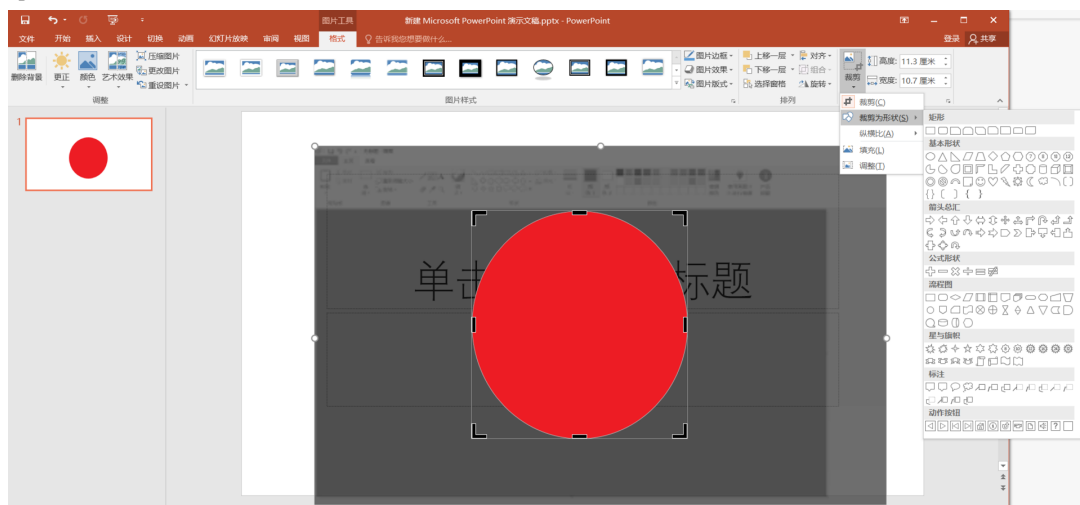 图片工具
新建 Microsoft PowerPoint 演示文稿.pptx - PowerPoint
文件 开始 插入 设计 切换 动画 幻灯片放映 审阅 视图 格式 告诉我您想要做什么... 登录 共享
删除背景 更正 颜色 艺术效果
压缩图片
更改图片
重设图片
图片边框
图片效果
图片版式
上移一层
下移一层
选择窗格
对齐
组合
旋转
裁剪
高度: 11.3 厘米
宽度: 10.7 厘米
调整 图片样式 排列
裁剪(C)
裁剪为形状(S)
纵横比(A)
填充(L)
调整(T)
矩形
基本形状
箭头总汇
公式形状
流程图
星与旗帜
标注
动作按钮
1
单击
标题